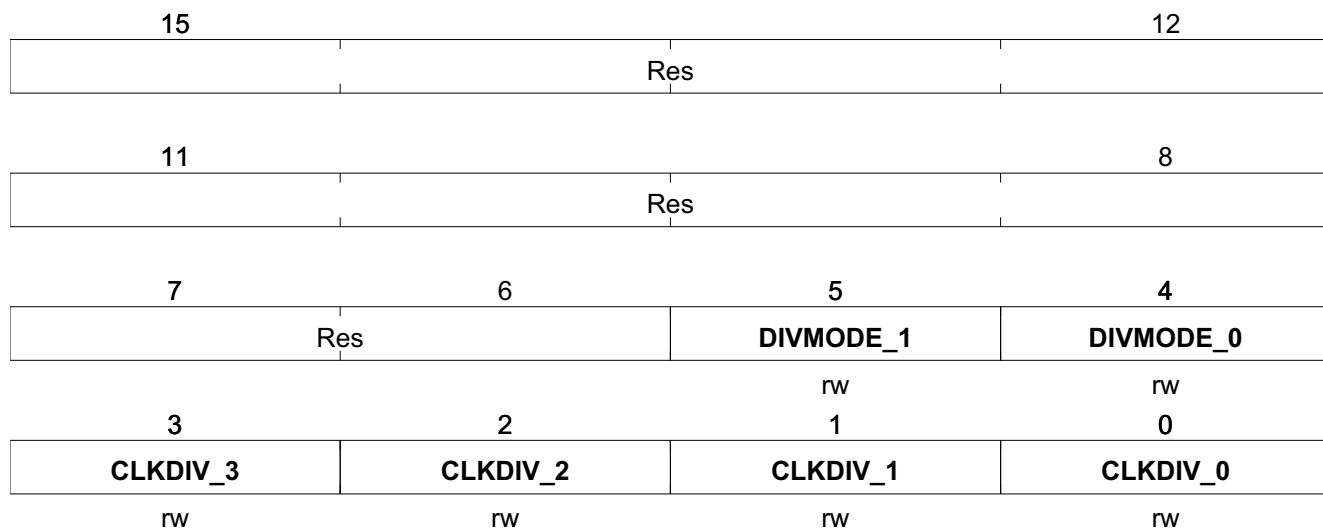 15 12
Res
11 8
Res
7 6 5 4
Res DIVMODE_1 DIVMODE_0
rw rw
3 2 1 0
CLKDIV_3 CLKDIV_2 CLKDIV_1 CLKDIV_0
rw rw rw rw